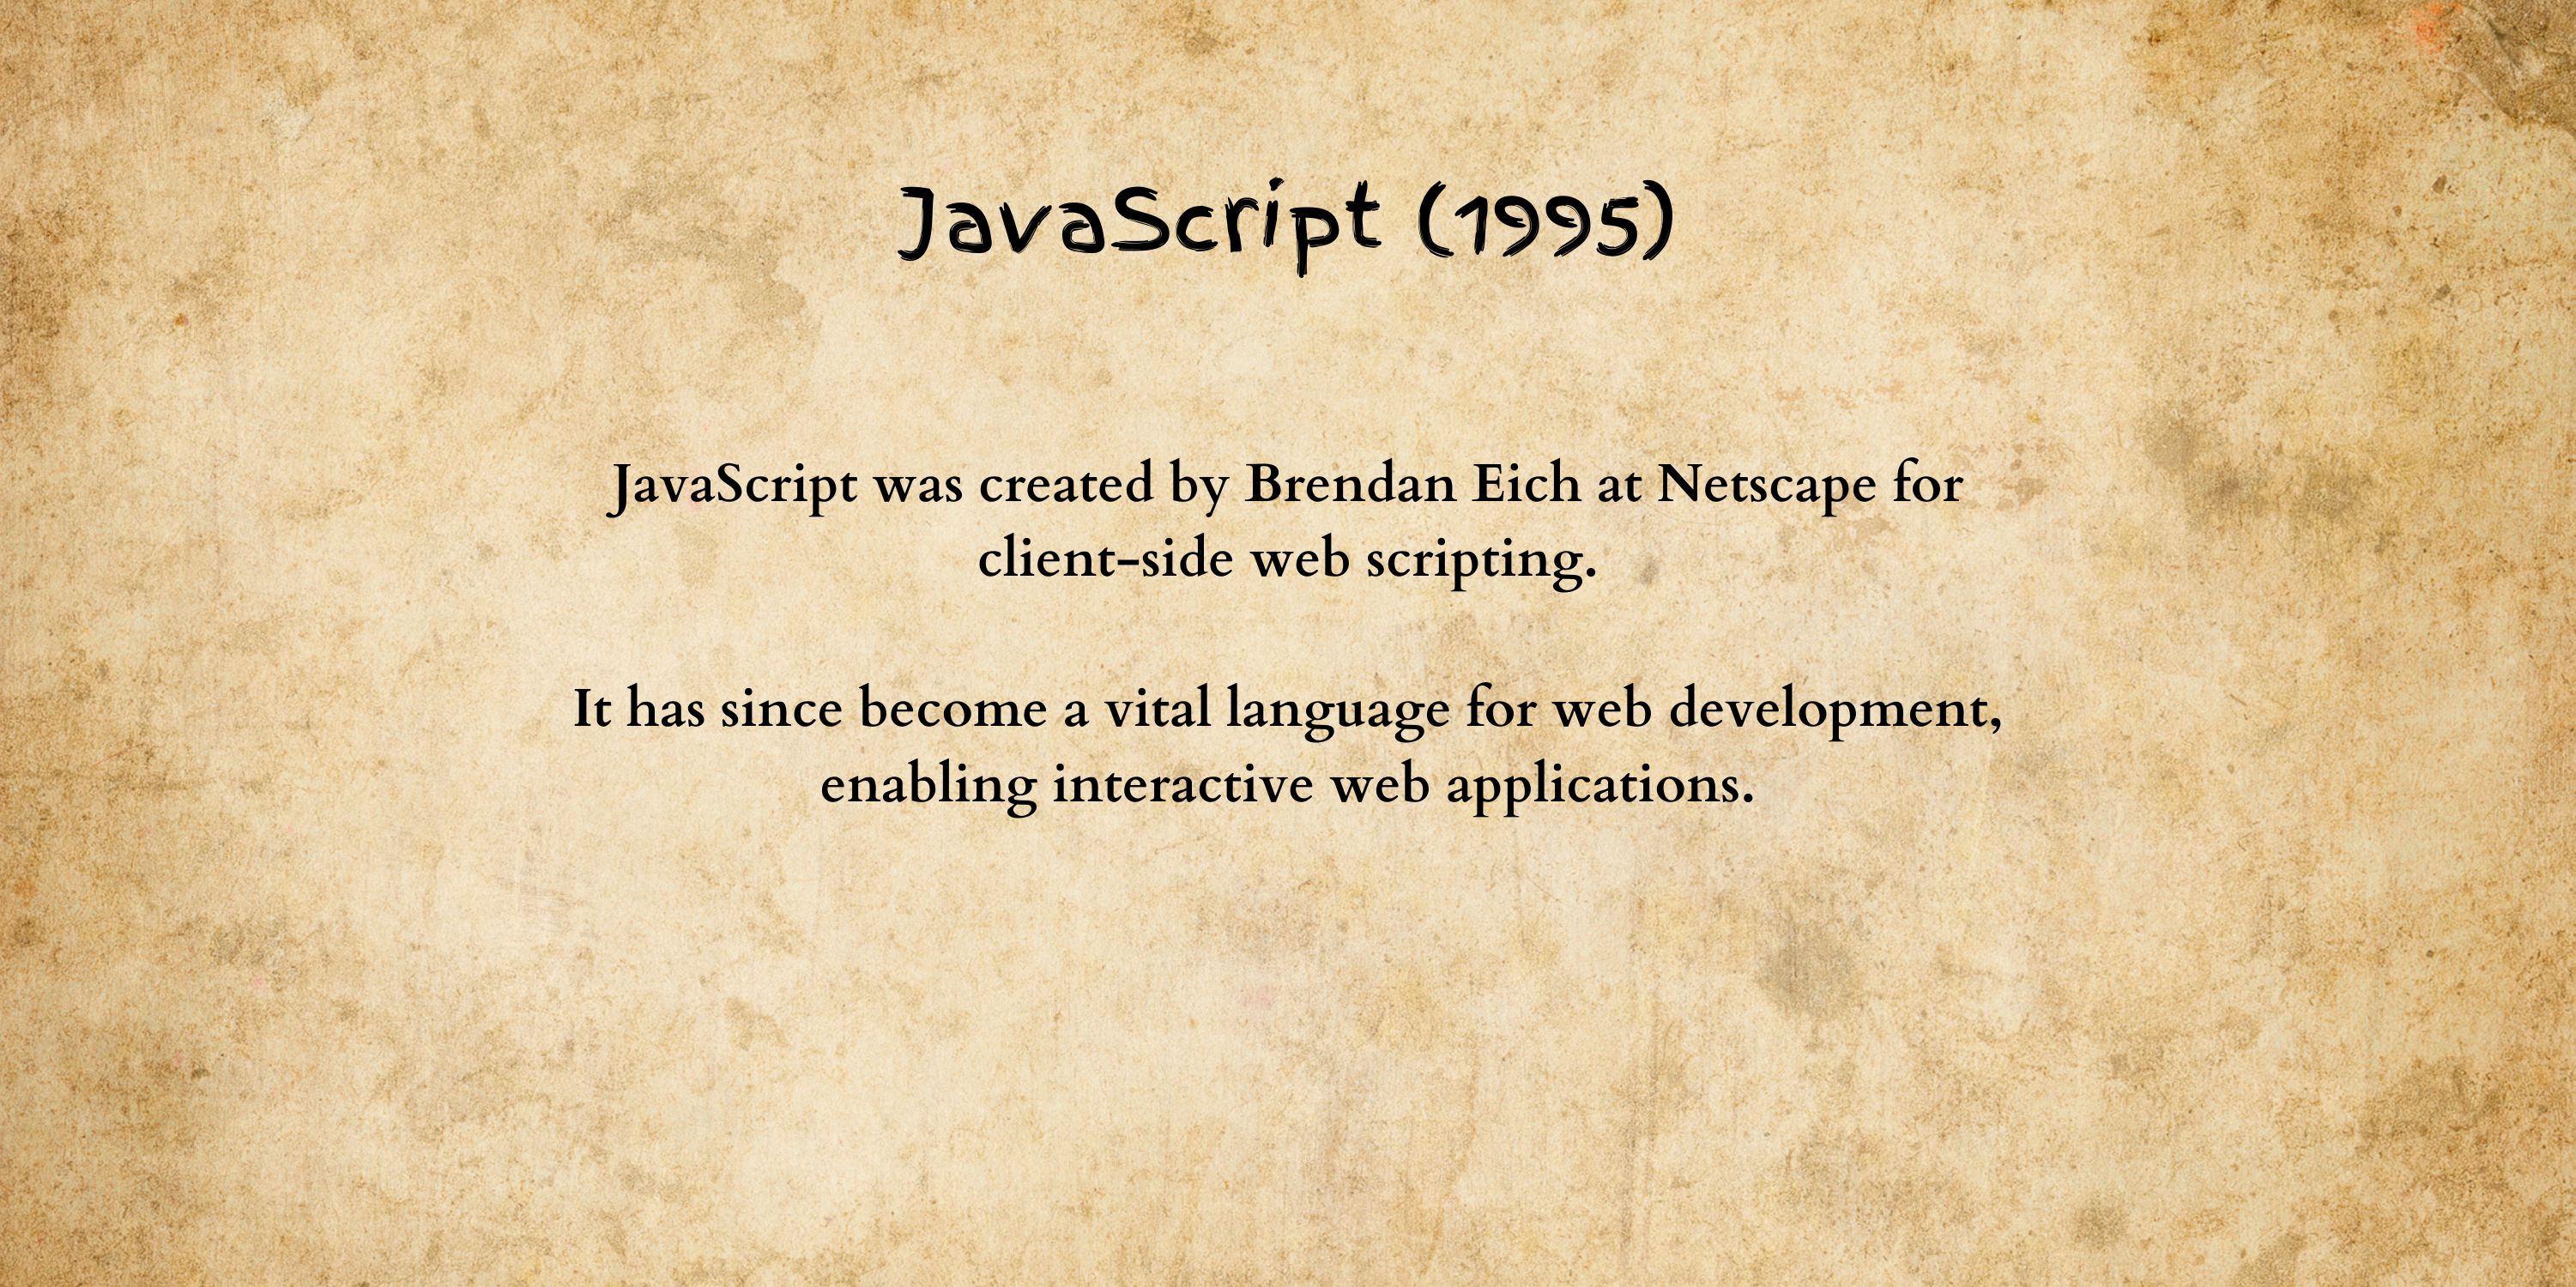 JavaScript (1995)
JavaScript was created by Brendan Eich at Netscape for
client-side web scripting.
It has since become a vital language for web development,
enabling interactive web applications.